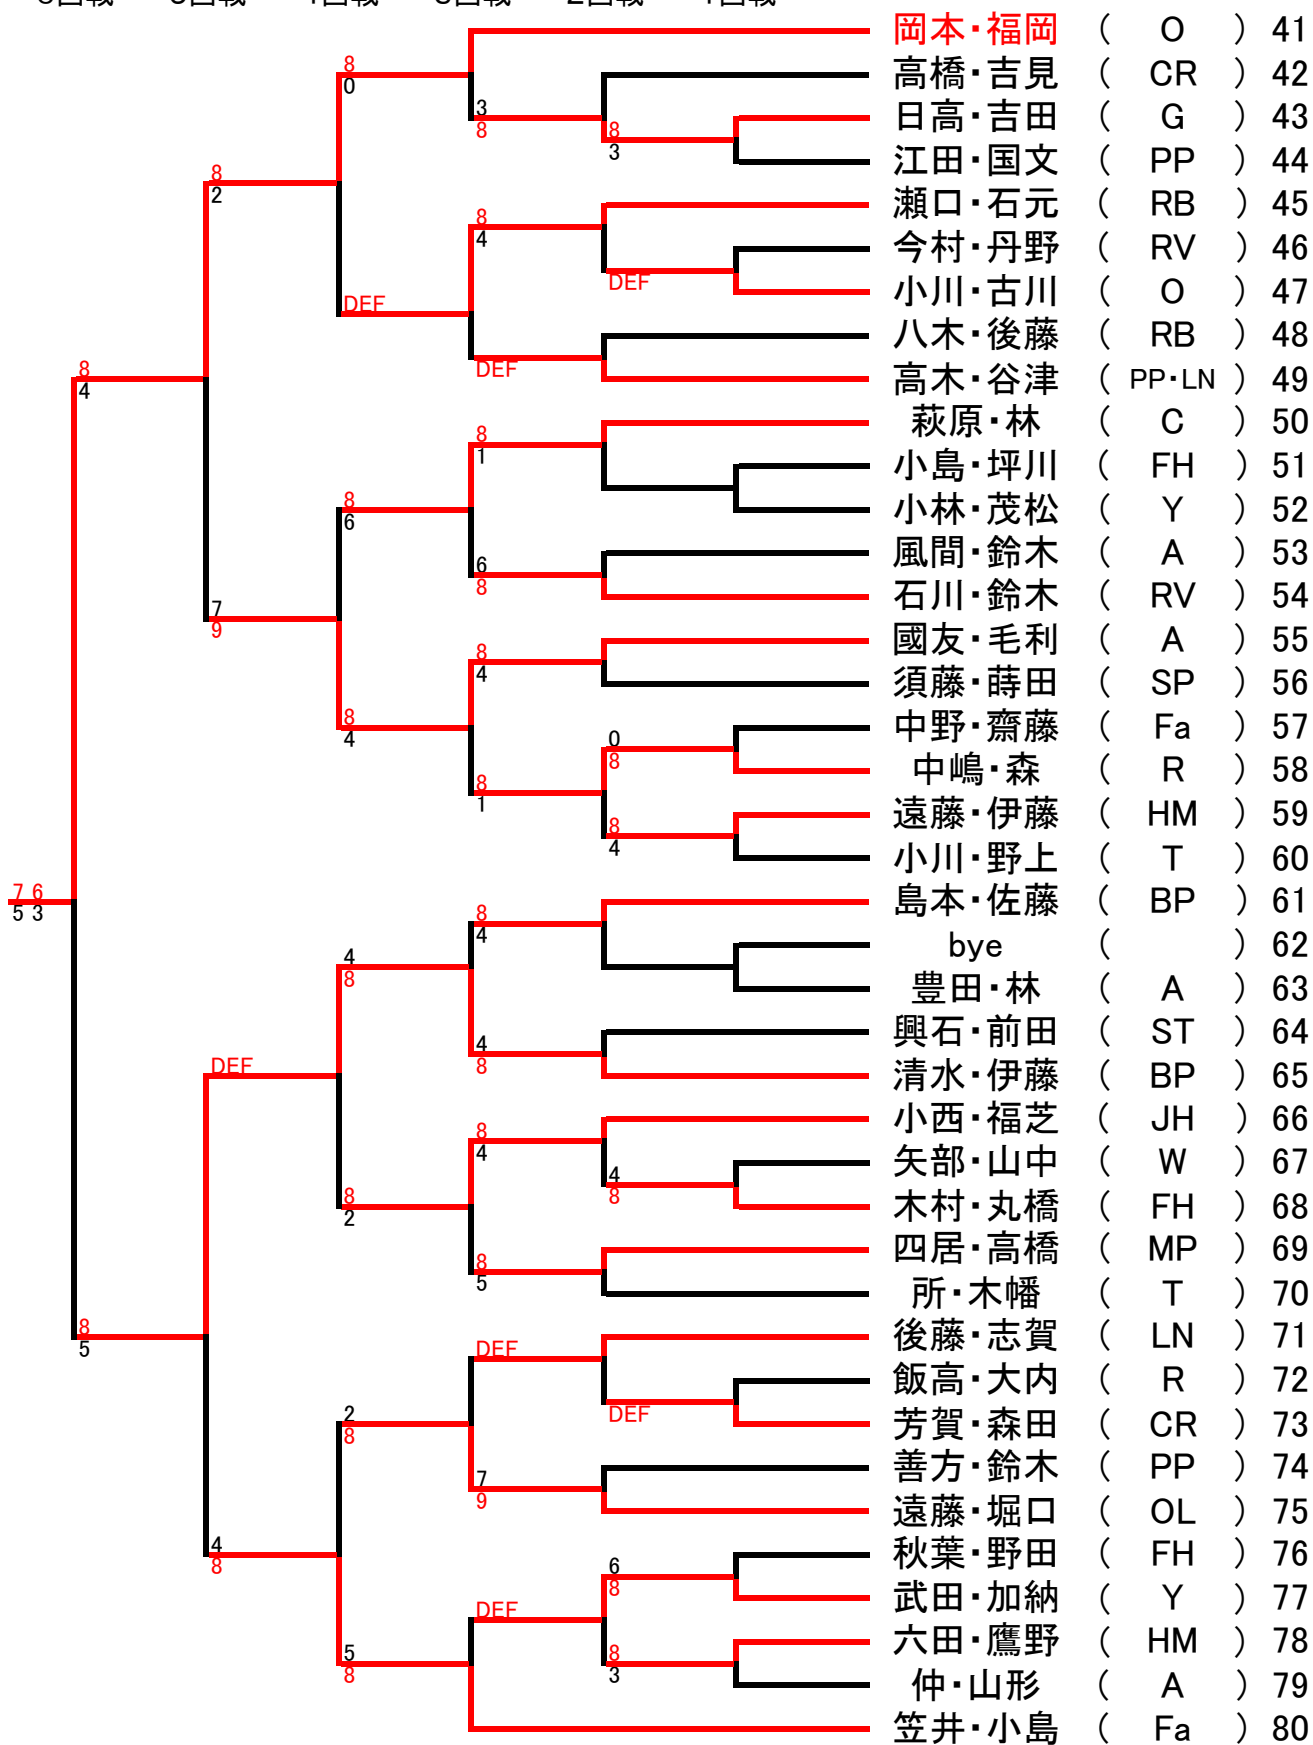 岡本・福岡 ( O ) 41
8
0
高橋・吉見 ( CR ) 42
3
8
日高・吉田 ( G ) 43
8
3
江田・国文 ( PP ) 44
8
2
瀬口・石元 ( RB ) 45
8
4
今村・丹野 ( RV ) 46
DEF
小川・古川 ( O ) 47
DEF
八木・後藤 ( RB ) 48
DEF
高木・谷津 ( PP・LN ) 49
8
4
萩原・林 ( C ) 50
8
1
小島・坪川 ( FH ) 51
8
6
小林・茂松 ( Y ) 52
風間・鈴木 ( A ) 53
6
8
石川・鈴木 ( RV ) 54
7
9
國友・毛利 ( A ) 55
8
4
須藤・蒔田 ( SP ) 56
8
4
中野・齋藤 ( Fa ) 57
0
8
中嶋・森 ( R ) 58
8
1
遠藤・伊藤 ( HM ) 59
8
4
小川・野上 ( T ) 60
7 6
5 3
島本・佐藤 ( BP ) 61
8
4
bye ( ) 62
4
8
豊田・林 ( A ) 63
興石・前田 ( ST ) 64
4
8
DEF
清水・伊藤 ( BP ) 65
小西・福芝 ( JH ) 66
8
4
矢部・山中 ( W ) 67
4
8
木村・丸橋 ( FH ) 68
8
2
四居・高橋 ( MP ) 69
8
5
所・木幡 ( T ) 70
8
5
後藤・志賀 ( LN ) 71
DEF
飯高・大内 ( R ) 72
DEF
芳賀・森田 ( CR ) 73
2
8
善方・鈴木 ( PP ) 74
7
9
遠藤・堀口 ( OL ) 75
4
8
秋葉・野田 ( FH ) 76
6
8
武田・加納 ( Y ) 77
DEF
六田・鷹野 ( HM ) 78
8
3
5
8
仲・山形 ( A ) 79
笠井・小島 ( Fa ) 80